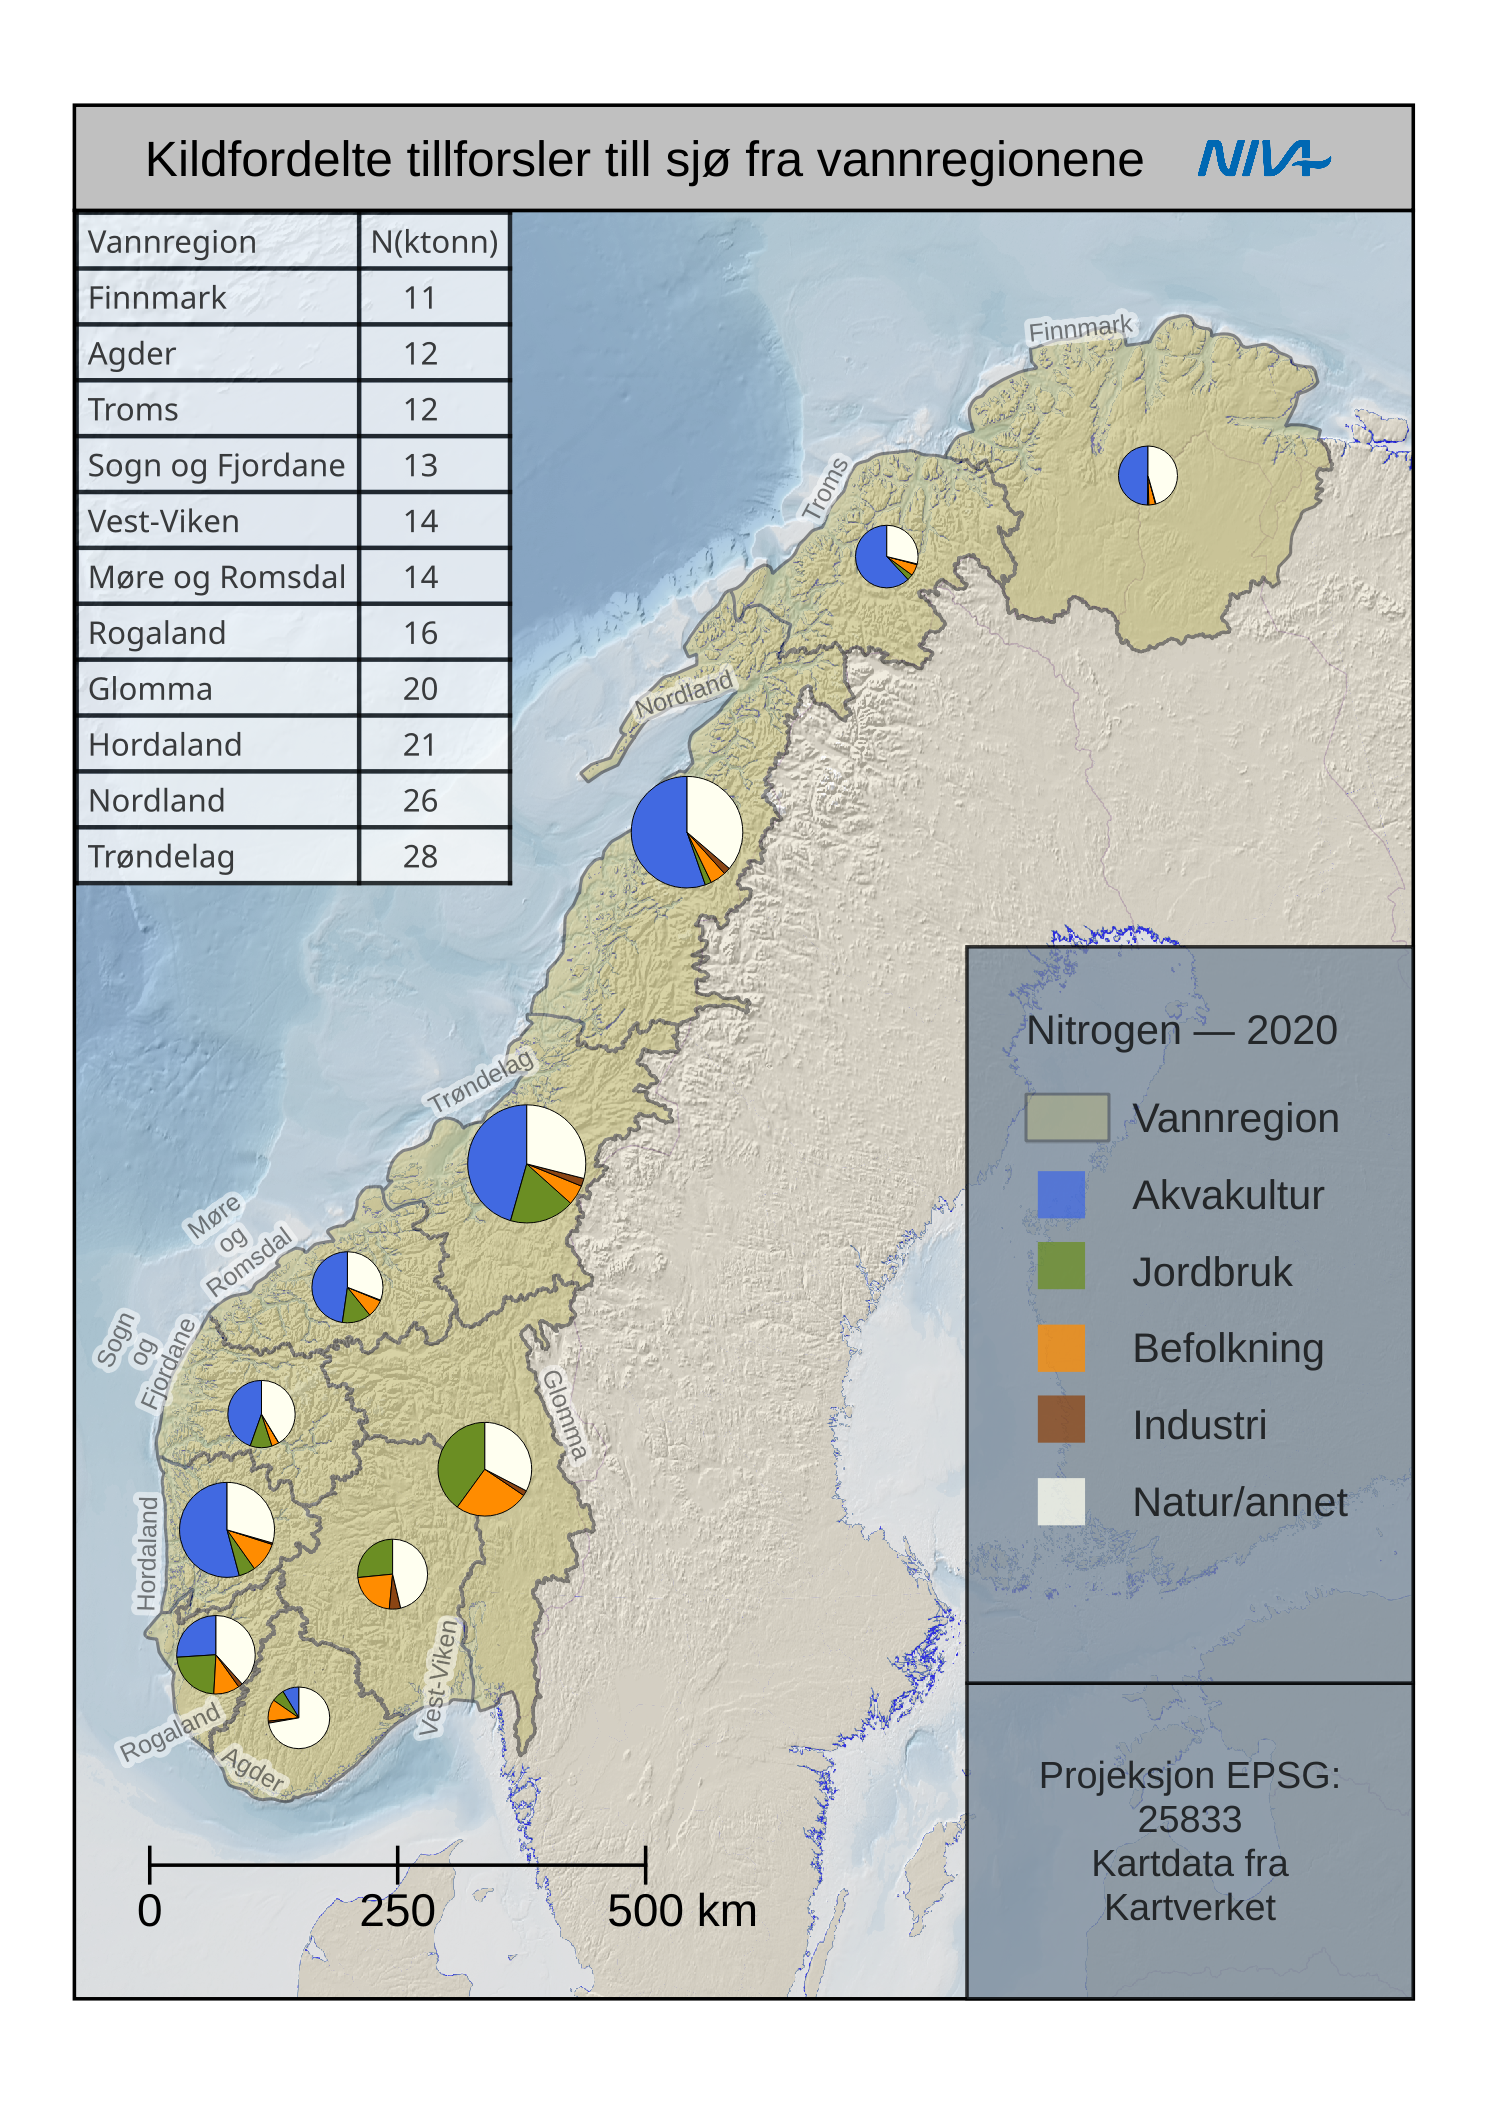 Kildfordelte tillforsler till sjø fra vannregionene NIVA
Vannregion N(ktonn)
Finnmark 11
Agder 12
Troms 12
Sogn og Fjordane 13
Vest-Viken 14
Møre og Romsdal 14
Rogaland 16
Glomma 20
Hordaland 21
Nordland 26
Trøndelag 28
Finnmark
Troms
Nordland
Trøndelag
Møre
og
Romsdal
Sogn
og
Fjordane
Glomma
Hordaland
Vest-Viken
Rogaland
Agder
Nitrogen — 2020
Vannregion
Akvakultur
Jordbruk
Befolkning
Industri
Natur/annet
Projeksjon EPSG:
25833
Kartdata fra
Kartverket
0 250 500 km